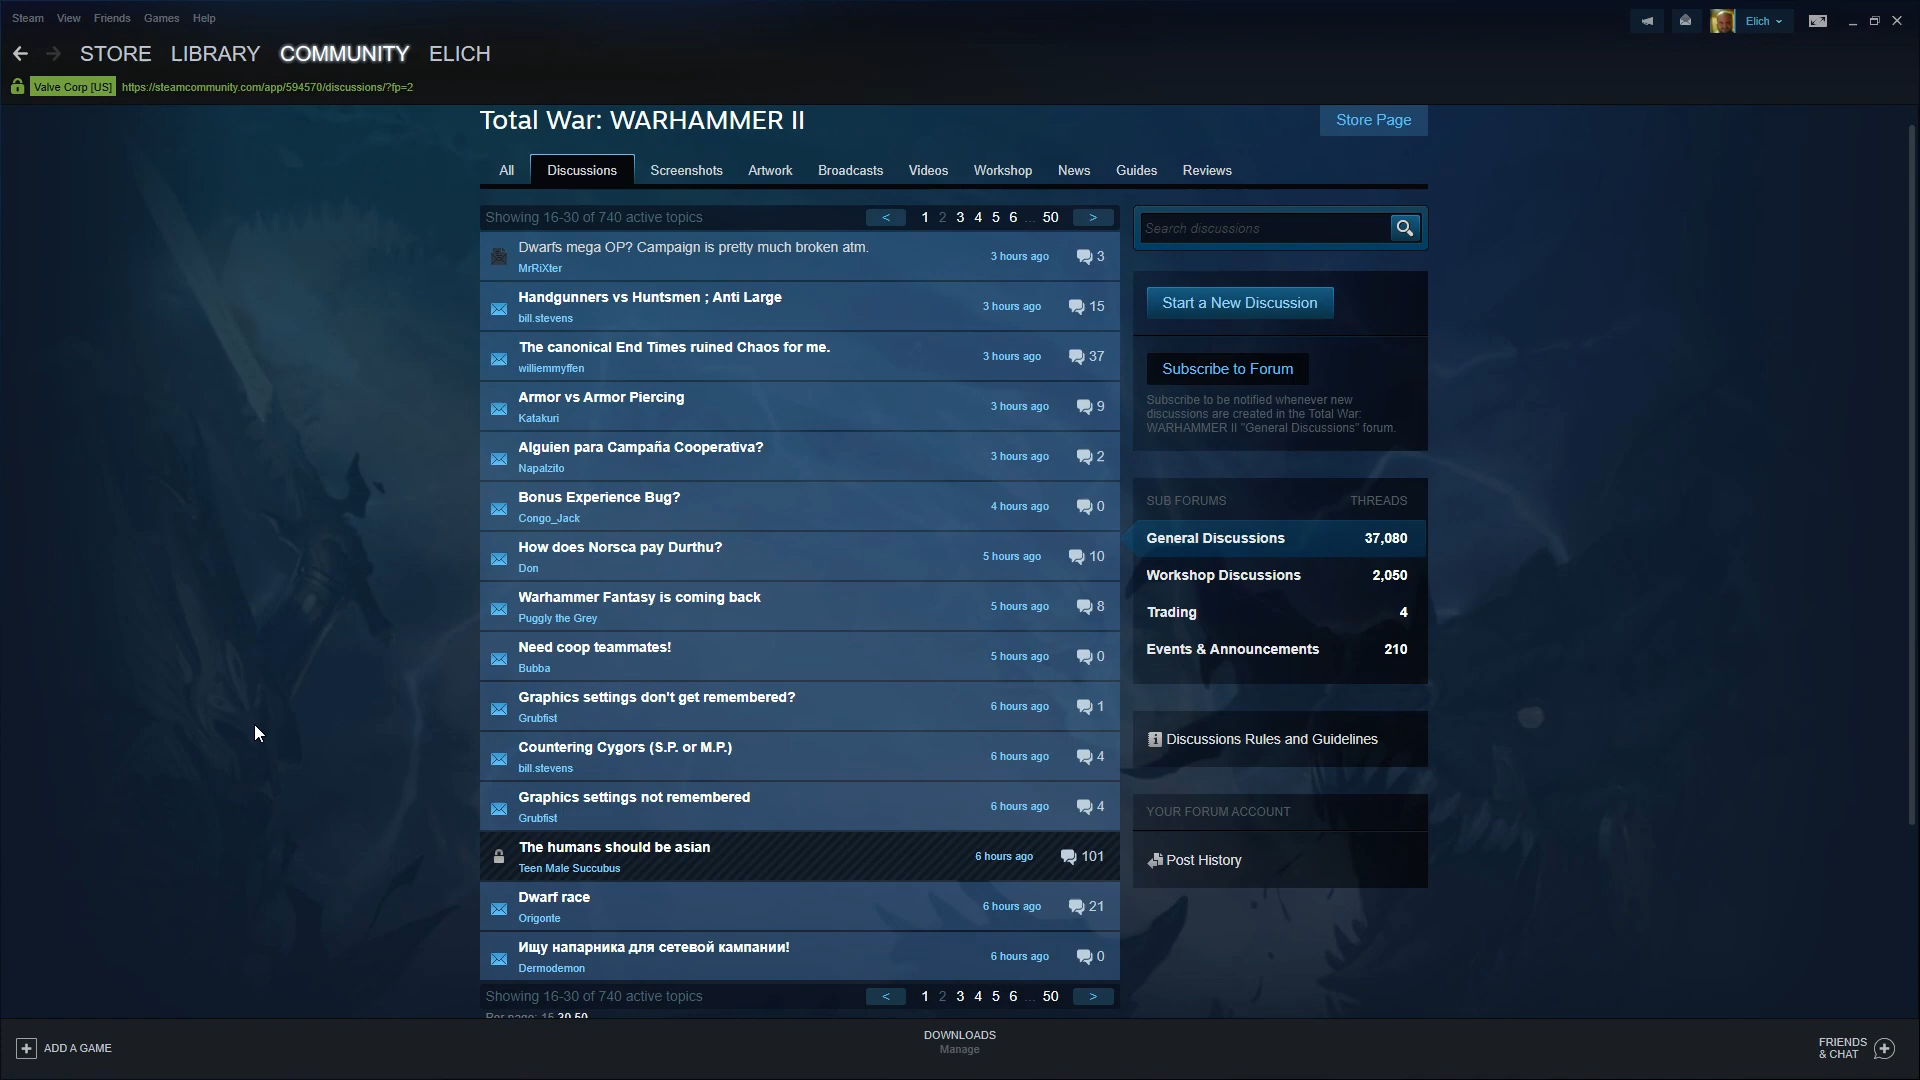 Steam View Friends Games Help
Elich
STORE LIBRARY COMMUNITY ELICH
Valve Corp [US] https://steamcommunity.com/app/594570/discussions/?fp=2
Total War: WARHAMMER II
Store Page
All Discussions Screenshots Artwork Broadcasts Videos Workshop News Guides Reviews
Showing 16-30 of 740 active topics < 1 2 3 4 5 6 ... 50 >
Dwarfs mega OP? Campaign is pretty much broken atm.
MrRiXter
3 hours ago 3
Handgunners vs Huntsmen ; Anti Large
bill.stevens
3 hours ago 15
The canonical End Times ruined Chaos for me.
williemmyffen
3 hours ago 37
Armor vs Armor Piercing
Katakuri
3 hours ago 9
Alguien para Campaña Cooperativa?
Napalzito
3 hours ago 2
Bonus Experience Bug?
Congo_Jack
4 hours ago 0
How does Norsca pay Durthu?
Don
5 hours ago 10
Warhammer Fantasy is coming back
Puggly the Grey
5 hours ago 8
Need coop teammates!
Bubba
5 hours ago 0
Graphics settings don't get remembered?
Grubfist
6 hours ago 1
Countering Cygors (S.P. or M.P.)
bill.stevens
6 hours ago 4
Graphics settings not remembered
Grubfist
6 hours ago 4
The humans should be asian
Teen Male Succubus
6 hours ago 101
Dwarf race
Origonte
6 hours ago 21
Ищу напарника для сетевой кампании!
Dermodemon
6 hours ago 0
Showing 16-30 of 740 active topics < 1 2 3 4 5 6 ... 50 >
Per page: 15 30 50
Search discussions
Start a New Discussion
Subscribe to Forum
Subscribe to be notified whenever new
discussions are created in the Total War:
WARHAMMER II "General Discussions" forum.
SUB FORUMS THREADS
General Discussions 37,080
Workshop Discussions 2,050
Trading 4
Events & Announcements 210
Discussions Rules and Guidelines
YOUR FORUM ACCOUNT
Post History
ADD A GAME
DOWNLOADS
Manage
FRIENDS
& CHAT